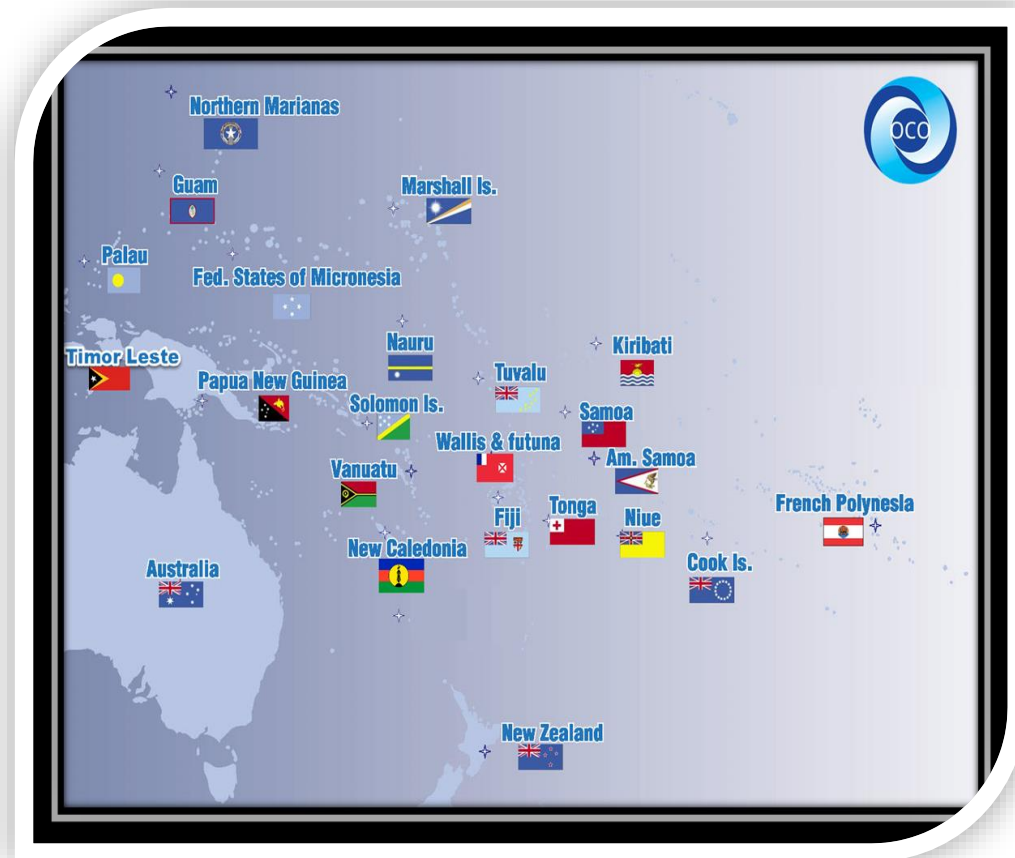 Northern Marianas
OCO
Guam
Marshall Is.
Palau
Fed. States of Micronesia
Nauru
Kiribati
Timor Leste
Tuvalu
Papua New Guinea
Solomon Is.
Samoa
Wallis & futuna
Am. Samoa
Vanuatu
French Polynesia
Tonga
Fiji
Niue
New Caledonia
Cook Is.
Australia
New Zealand